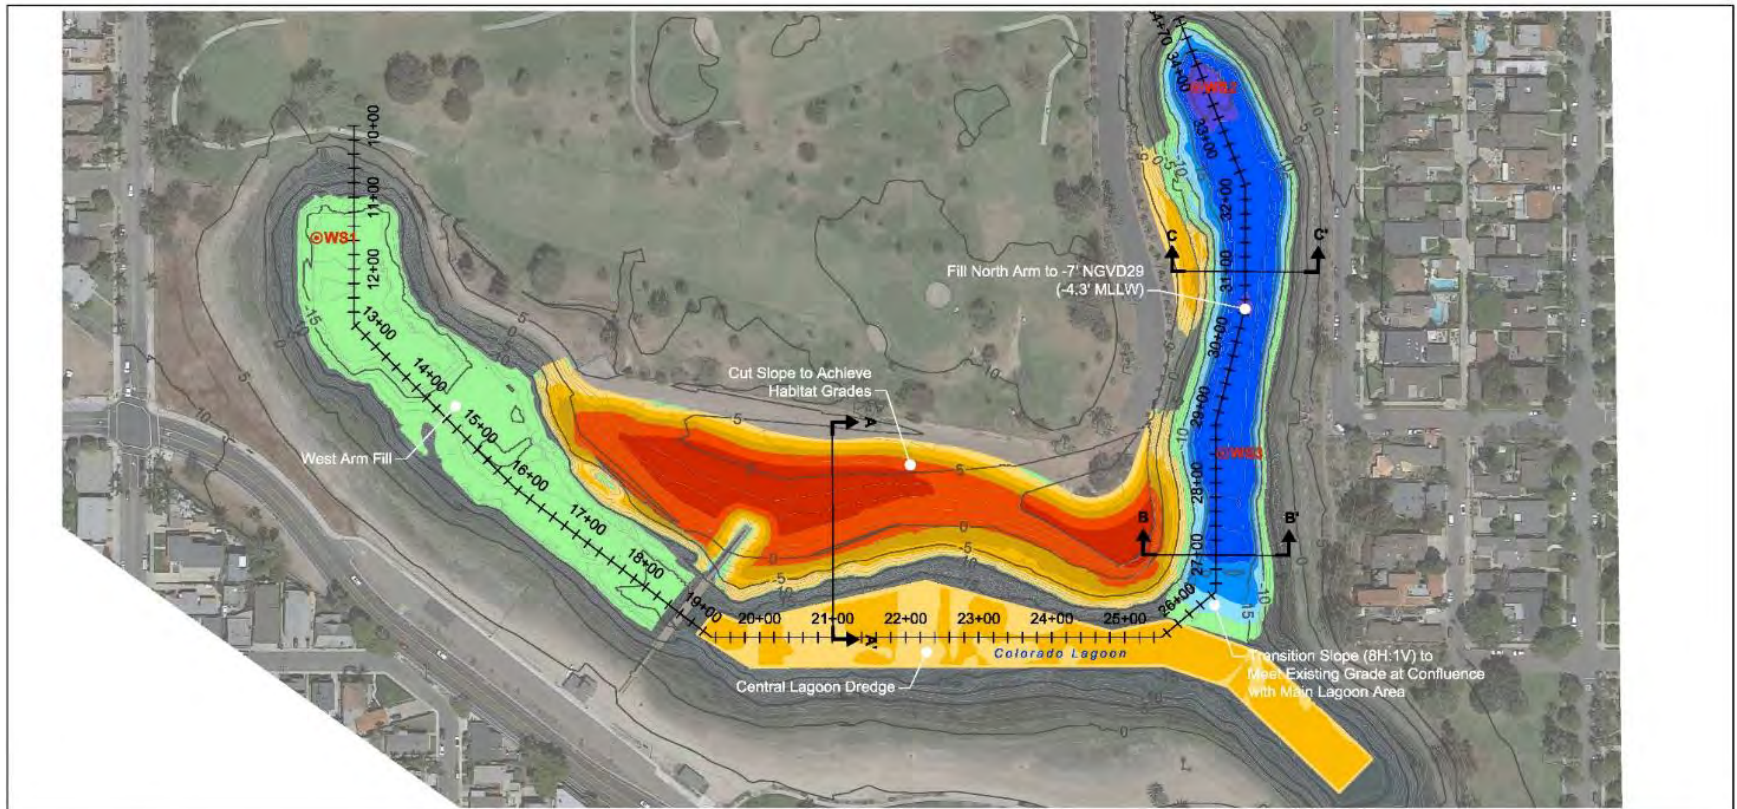 34+70
34+00
WS2
33+00
32+00
31+00
30+00
29+00
28+00
27+00
26+00
10+00
11+00
WS1
12+00
13+00
14+00
15+00
16+00
17+00
18+00
19+00
20+00
21+00
22+00
23+00
24+00
25+00
C
C'
Fill North Arm to -7' NGVD29
(-4.3' MLLW)
Cut Slope to Achieve
Habitat Grades
West Arm Fill
A
A'
WS3
B
B'
Colorado Lagoon
Central Lagoon Dredge
Transition Slope (8H:1V) to
Meet Existing Grade at Confluence
with Main Lagoon Area